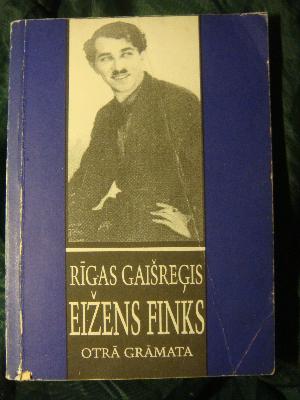 RĪGAS GAIŠREĢIS
EIŽENS FINKS
OTRĀ GRĀMATA